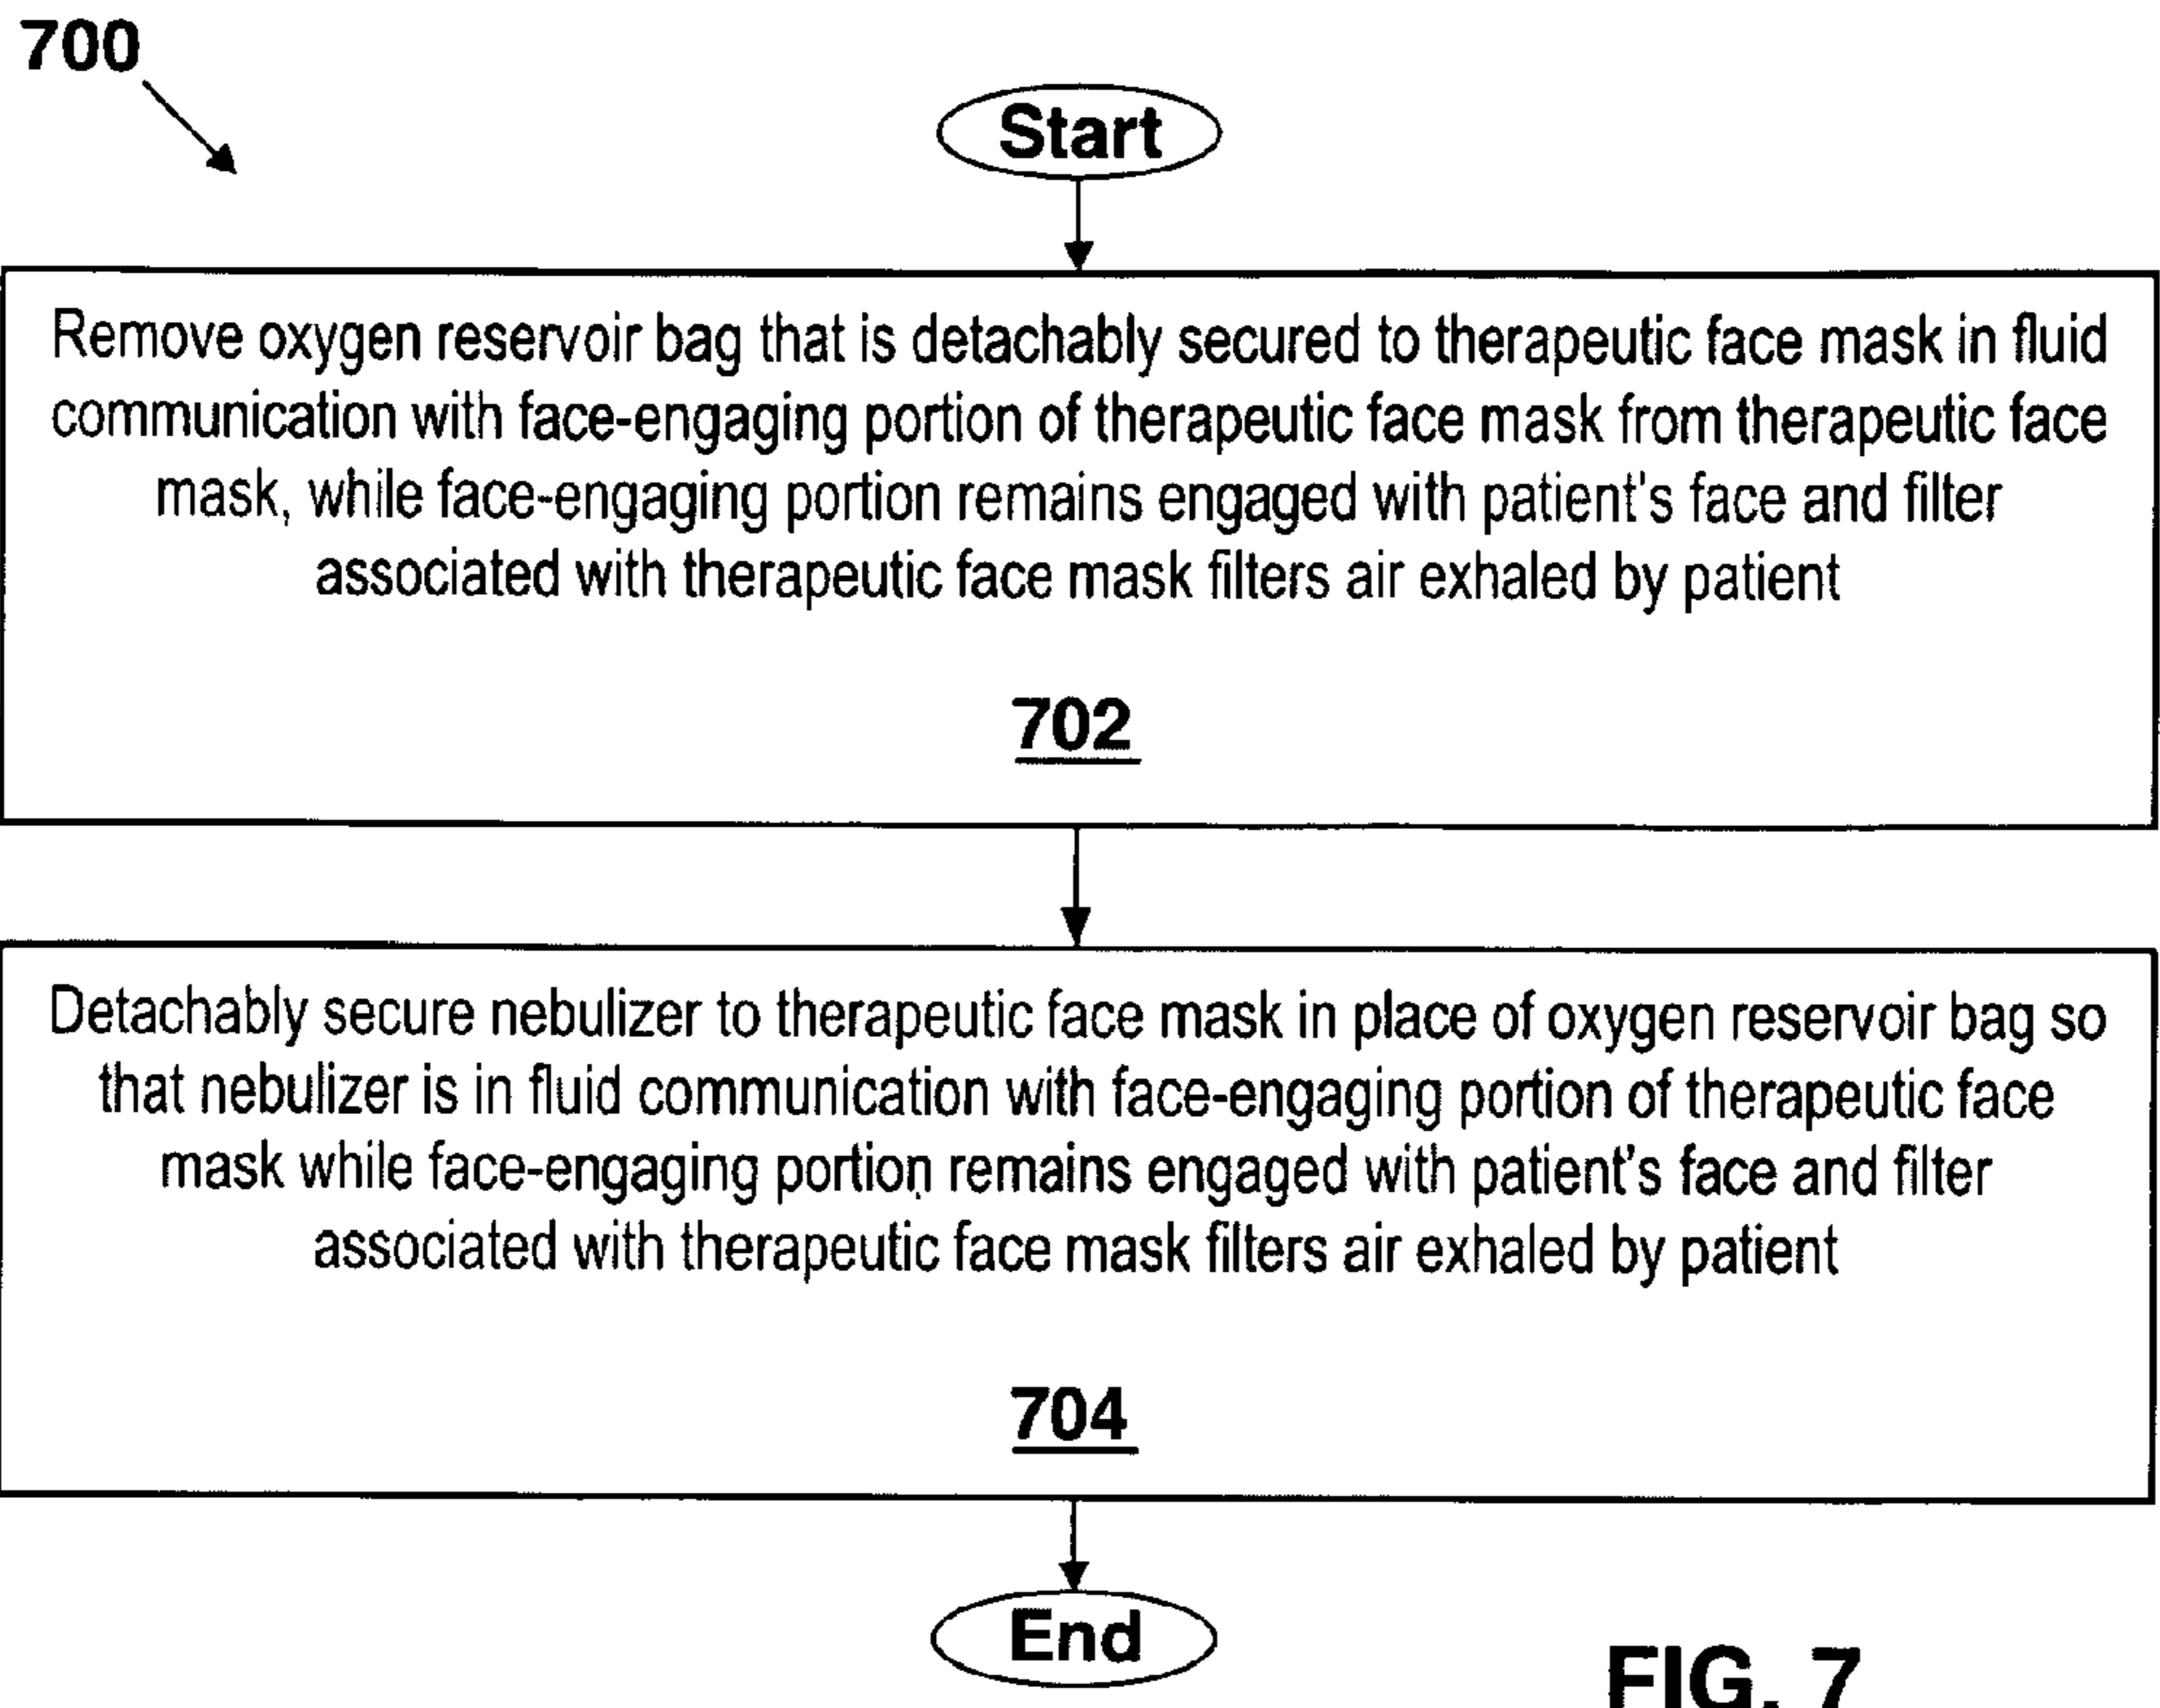 700
Start
Remove oxygen reservoir bag that is detachably secured to therapeutic face mask in fluid
communication with face-engaging portion of therapeutic face mask from therapeutic face
mask, while face-engaging portion remains engaged with patient's face and filter
associated with therapeutic face mask filters air exhaled by patient
702
Detachably secure nebulizer to therapeutic face mask in place of oxygen reservoir bag so
that nebulizer is in fluid communication with face-engaging portion of therapeutic face
mask while face-engaging portion remains engaged with patient's face and filter
associated with therapeutic face mask filters air exhaled by patient
704
End
FIG. 7